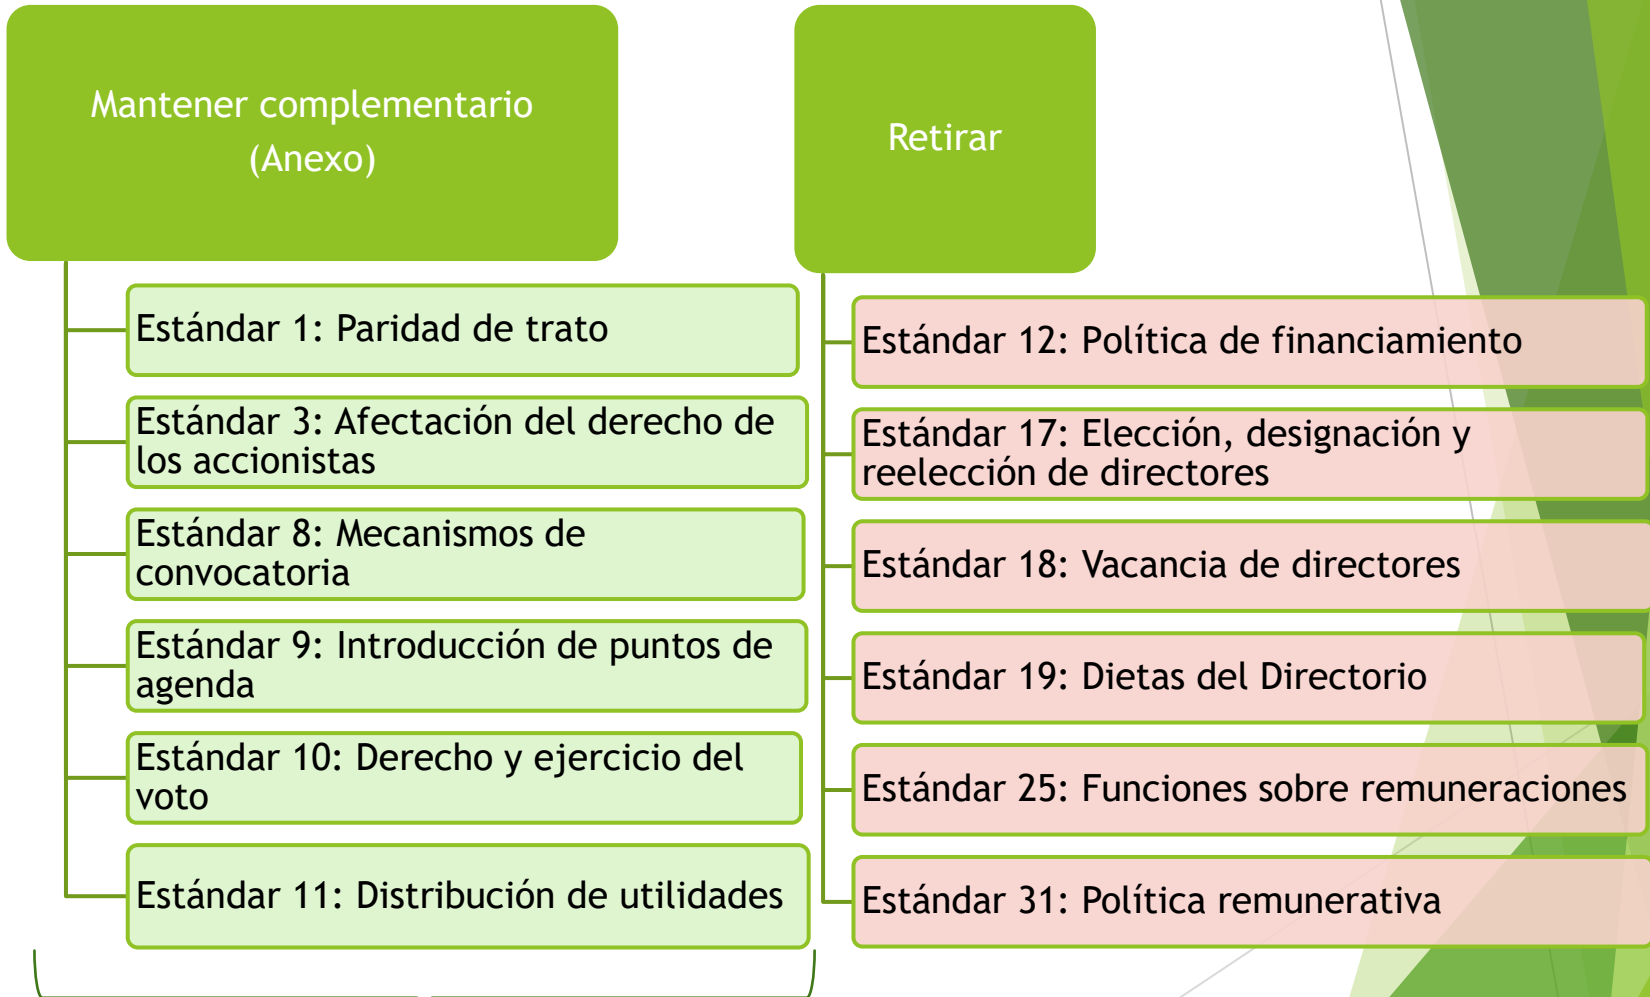 Mantener complementario
(Anexo)
Estándar 1: Paridad de trato
Estándar 3: Afectación del derecho de
los accionistas
Estándar 8: Mecanismos de
convocatoria
Estándar 9: Introducción de puntos de
agenda
Estándar 10: Derecho y ejercicio del
voto
Estándar 11: Distribución de utilidades
Retirar
Estándar 12: Política de financiamiento
Estándar 17: Elección, designación y
reelección de directores
Estándar 18: Vacancia de directores
Estándar 19: Dietas del Directorio
Estándar 25: Funciones sobre remuneraciones
Estándar 31: Política remunerativa